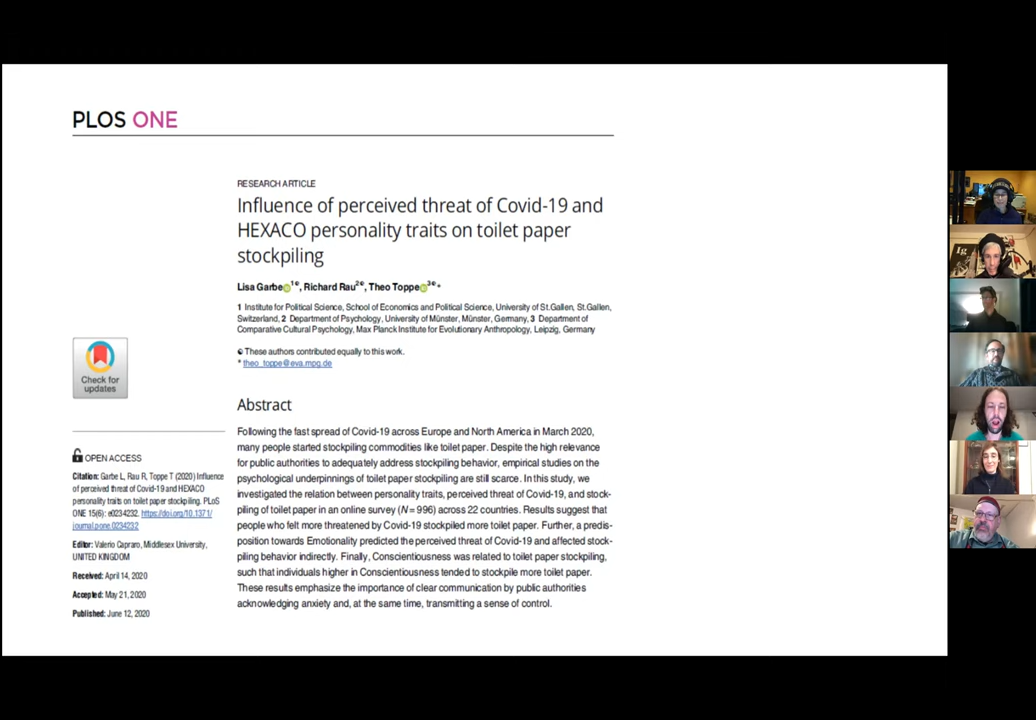 PLOS ONE
RESEARCH ARTICLE
Influence of perceived threat of Covid-19 and
HEXACO personality traits on toilet paper
stockpiling
Lisa Garbe 1☯, Richard Rau 2☯, Theo Toppe 3☯*
1 Institute for Political Science, School of Economics and Political Science, University of St.Gallen, St.Gallen,
Switzerland, 2 Department of Psychology, University of Münster, Münster, Germany, 3 Department of
Comparative Cultural Psychology, Max Planck Institute for Evolutionary Anthropology, Leipzig, Germany
☯ These authors contributed equally to this work.
* theo_toppe@eva.mpg.de
Check for
updates
Abstract
Following the fast spread of Covid-19 across Europe and North America in March 2020,
many people started stockpiling commodities like toilet paper. Despite the high relevance
for public authorities to adequately address stockpiling behavior, empirical studies on the
psychological underpinnings of toilet paper stockpiling are still scarce. In this study, we
investigated the relation between personality traits, perceived threat of Covid-19, and stock-
piling of toilet paper in an online survey (N = 996) across 22 countries. Results suggest that
people who felt more threatened by Covid-19 stockpiled more toilet paper. Further, a predis-
position towards Emotionality predicted the perceived threat of Covid-19 and affected stock-
piling behavior indirectly. Finally, Conscientiousness was related to toilet paper stockpiling,
such that individuals higher in Conscientiousness tended to stockpile more toilet paper.
These results emphasize the importance of clear communication by public authorities
acknowledging anxiety and, at the same time, transmitting a sense of control.
OPEN ACCESS
Citation: Garbe L, Rau R, Toppe T (2020) Influence
of perceived threat of Covid-19 and HEXACO
personality traits on toilet paper stockpiling. PLoS
ONE 15(6): e0234232. https://doi.org/10.1371/
journal.pone.0234232
Editor: Valerio Capraro, Middlesex University,
UNITED KINGDOM
Received: April 14, 2020
Accepted: May 21, 2020
Published: June 12, 2020
Ig